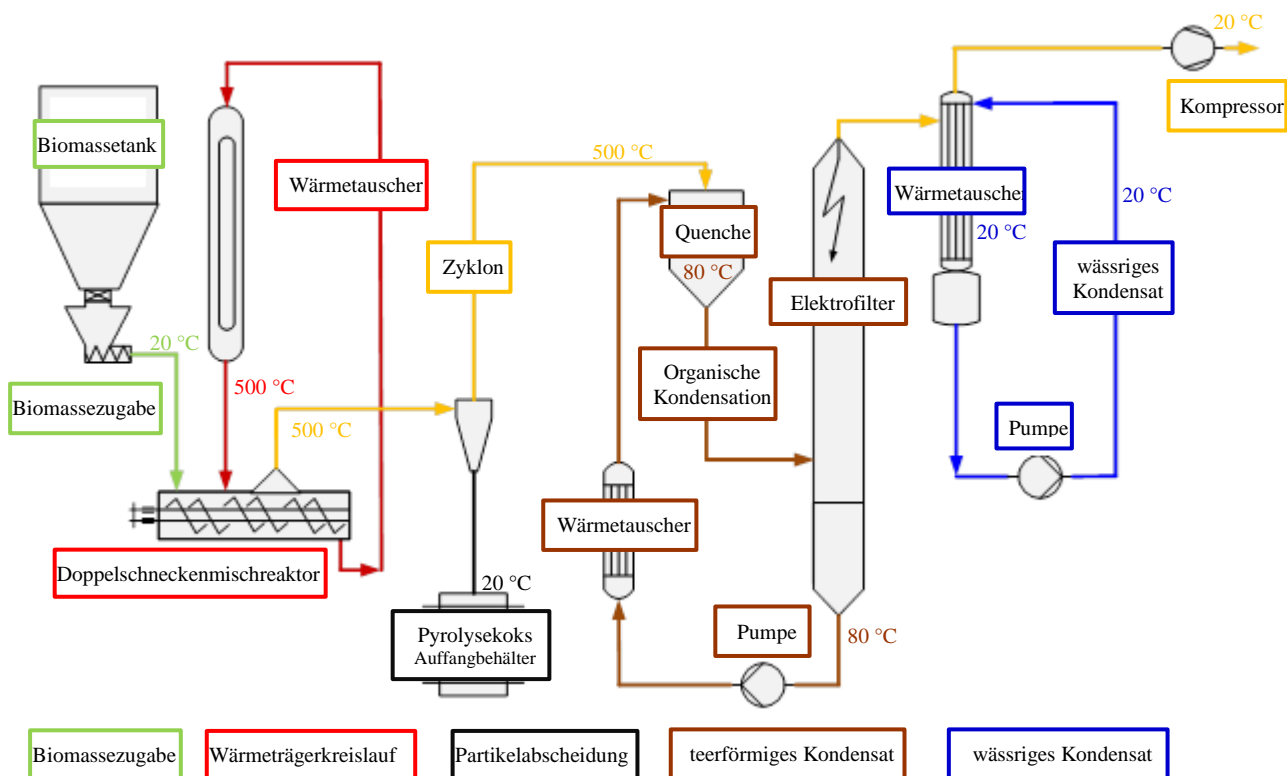 20 °C
Kompressor
Biomassetank
Wärmetauscher
500 °C
Wärmetauscher
20 °C
20 °C
Quenche
80 °C
Zyklon
wässriges
Kondensat
Elektrofilter
20 °C
Organische
Kondensation
500 °C
Biomassezugabe
500 °C
Pumpe
Wärmetauscher
Doppelschneckenmischreaktor
20 °C
Pyrolysekoks
Auffangbehälter
Pumpe
80 °C
Biomassezugabe
Wärmeträgerkreislauf
Partikelabscheidung
teerförmiges Kondensat
wässriges Kondensat